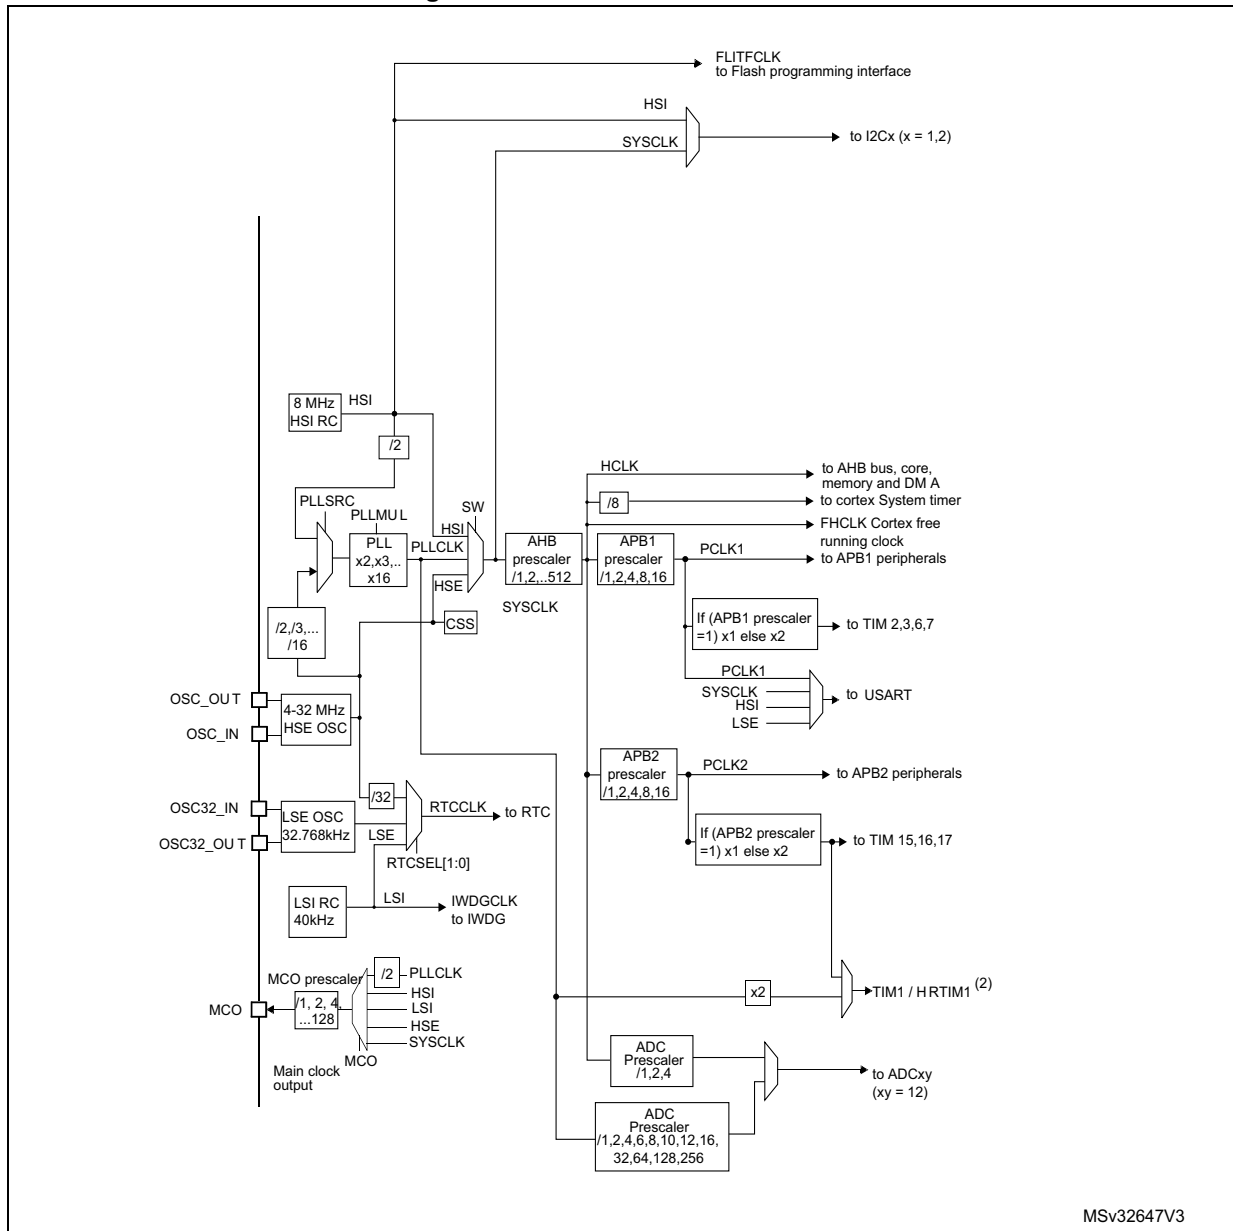 FLITFCLK
to Flash programming interface
HSI
SYSCLK
to I2Cx (x = 1,2)
8 MHz
HSI RC
HSI
/2
PLLSRC
PLLMUL
PLL
x2,x3,..
x16
PLLCLK
HSI
SW
HSE
CSS
SYSCLK
AHB
prescaler
/1,2,..512
HCLK
to AHB bus, core,
memory and DM A
/8
to cortex System timer
FHCLK Cortex free
running clock
APB1
prescaler
/1,2,4,8,16
PCLK1
to APB1 peripherals
If (APB1 prescaler
=1) x1 else x2
to TIM 2,3,6,7
PCLK1
SYSCLK
HSI
LSE
to USART
/2,/3,...
/16
OSC_OUT
OSC_IN
4-32 MHz
HSE OSC
APB2
prescaler
/1,2,4,8,16
PCLK2
to APB2 peripherals
If (APB2 prescaler
=1) x1 else x2
to TIM 15,16,17
OSC32_IN
OSC32_OUT
LSE OSC
32.768kHz
/32
LSE
RTCCLK
to RTC
RTCSEL[1:0]
LSI RC
40kHz
LSI
IWDGCLK
to IWDG
MCO prescaler
MCO
/1, 2, 4,
...128
/2
PLLCLK
HSI
LSI
HSE
SYSCLK
MCO
Main clock
output
x2
TIM1 / HRTIM1 (2)
ADC
Prescaler
/1,2,4
to ADCxy
(xy = 12)
ADC
Prescaler
/1,2,4,6,8,10,12,16,
32,64,128,256
MSv32647V3